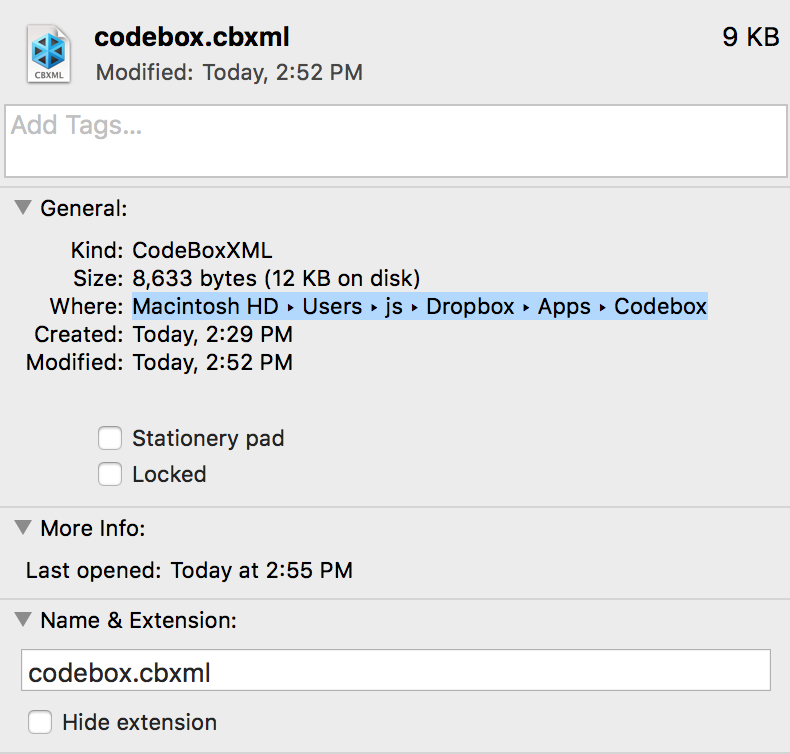 codebox.cbxml 9 KB
CBXML
Modified: Today, 2:52 PM
Add Tags...
General:
Kind: CodeBoxXML
Size: 8,633 bytes (12 KB on disk)
Where: Macintosh HD ▸ Users ▸ js ▸ Dropbox ▸ Apps ▸ Codebox
Created: Today, 2:29 PM
Modified: Today, 2:52 PM
Stationery pad
Locked
More Info:
Last opened: Today at 2:55 PM
Name & Extension:
codebox.cbxml
Hide extension